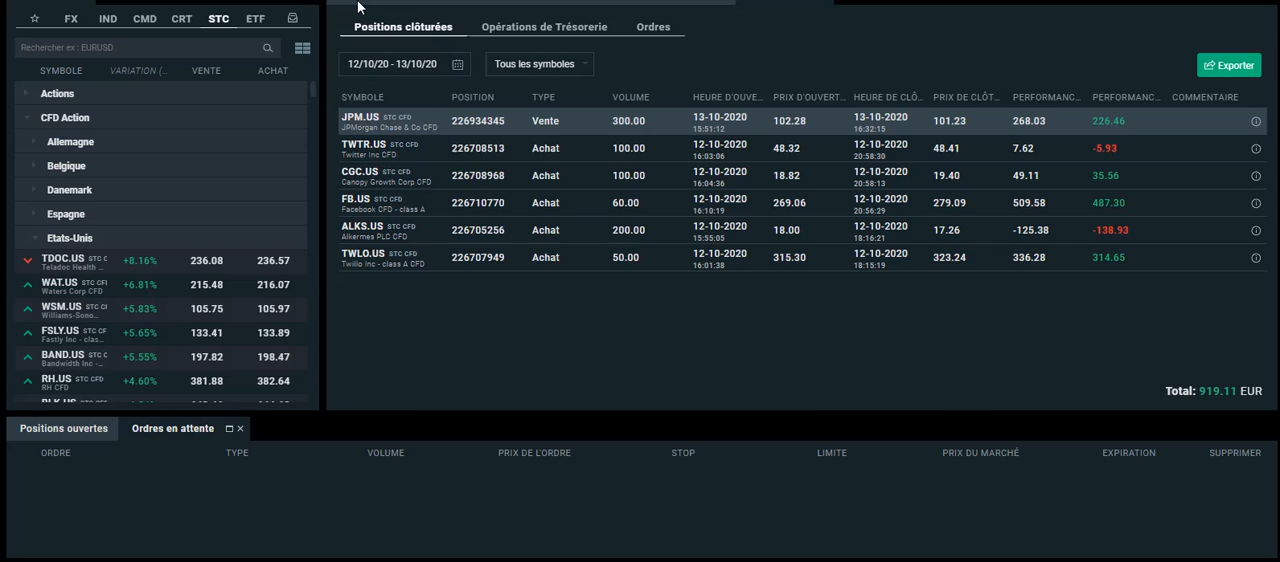 FX IND CMD CRT STC ETF
Rechercher ex : EURUSD
SYMBOLE VARIATION (... VENTE ACHAT
Actions
CFD Action
Allemagne
Belgique
Danemark
Espagne
Etats-Unis
TDOC.US STC C +8.16% 236.08 236.57
Teladoc Health ...
WAT.US STC CFI +6.81% 215.48 216.07
Waters Corp CFD
WSM.US STC CI +5.83% 105.75 105.97
Williams-Sono...
FSLY.US STC CF +5.65% 133.41 133.89
Fastly Inc - clas...
BAND.US STC C +5.55% 197.82 198.47
Bandwidth Inc -...
RH.US STC CFD +4.60% 381.88 382.64
RH CFD
Positions clôturées Opérations de Trésorerie Ordres
12/10/20 - 13/10/20 Tous les symboles Exporter
SYMBOLE POSITION TYPE VOLUME HEURE D'OUVE... PRIX D'OUVERT... HEURE DE CLÔ... PRIX DE CLÔT... PERFORMANC... PERFORMANC... COMMENTAIRE
JPM.US STC CFD 226934345 Vente 300.00 13-10-2020 102.28 13-10-2020 101.23 268.03 226.46
JPMorgan Chase & Co CFD 15:51:12 16:32:15
TWTR.US STC CFD 226708513 Achat 100.00 12-10-2020 48.32 12-10-2020 48.41 7.62 -5.93
Twitter Inc CFD 16:03:06 20:58:30
CGC.US STC CFD 226708968 Achat 100.00 12-10-2020 18.82 12-10-2020 19.40 49.11 35.56
Canopy Growth Corp CFD 16:04:36 20:58:13
FB.US STC CFD 226710770 Achat 60.00 12-10-2020 269.06 12-10-2020 279.09 509.58 487.30
Facebook CFD - class A 16:10:19 20:56:29
ALKS.US STC CFD 226705256 Achat 200.00 12-10-2020 18.00 12-10-2020 17.26 -125.38 -138.93
Alkermes PLC CFD 15:55:05 18:16:21
TWLO.US STC CFD 226707949 Achat 50.00 12-10-2020 315.30 12-10-2020 323.24 336.28 314.65
Twilio Inc - class A CFD 16:01:38 18:15:19
Total: 919.11 EUR
Positions ouvertes Ordres en attente
ORDRE TYPE VOLUME PRIX DE L'ORDRE STOP LIMITE PRIX DU MARCHÉ EXPIRATION SUPPRIMER